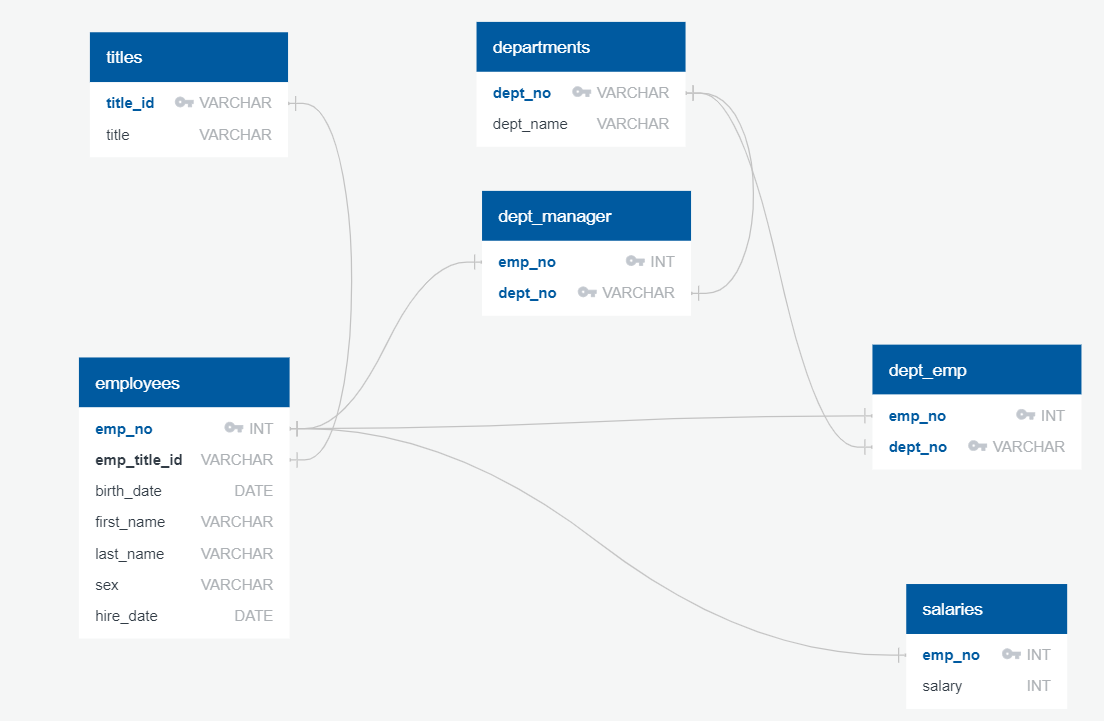 titles
title_id VARCHAR
title VARCHAR
departments
dept_no VARCHAR
dept_name VARCHAR
dept_manager
emp_no INT
dept_no VARCHAR
employees
emp_no INT
emp_title_id VARCHAR
birth_date DATE
first_name VARCHAR
last_name VARCHAR
sex VARCHAR
hire_date DATE
dept_emp
emp_no INT
dept_no VARCHAR
salaries
emp_no INT
salary INT